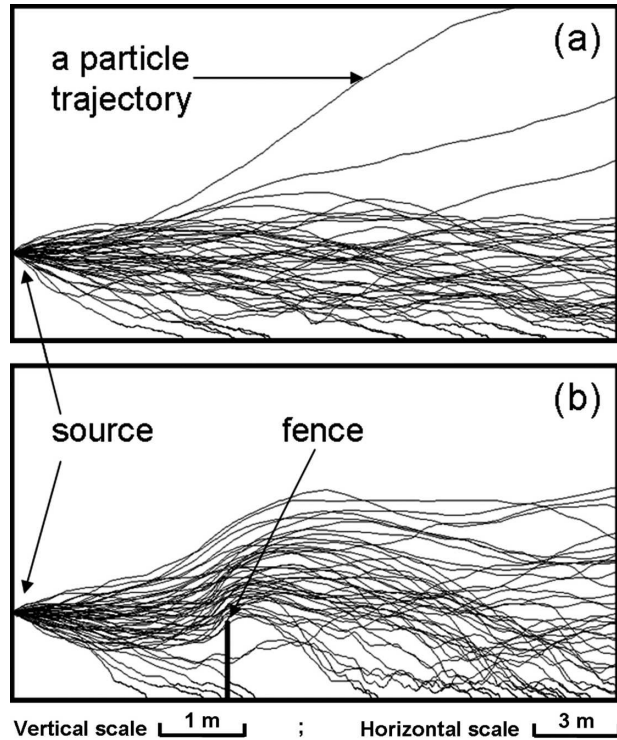 (a)
a particle
trajectory
(b)
source
fence
Vertical scale 1 m ; Horizontal scale 3 m